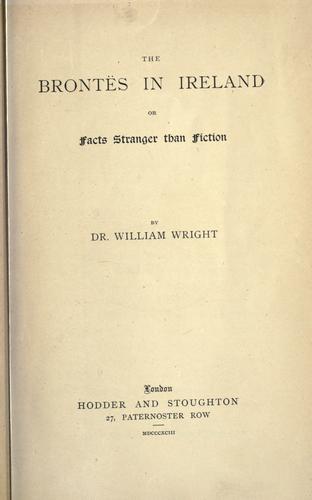 THE
BRONTËS IN IRELAND
OR
Facts Stranger than Fiction
BY
DR. WILLIAM WRIGHT
London
HODDER AND STOUGHTON
27, PATERNOSTER ROW
MDCCCXCIII